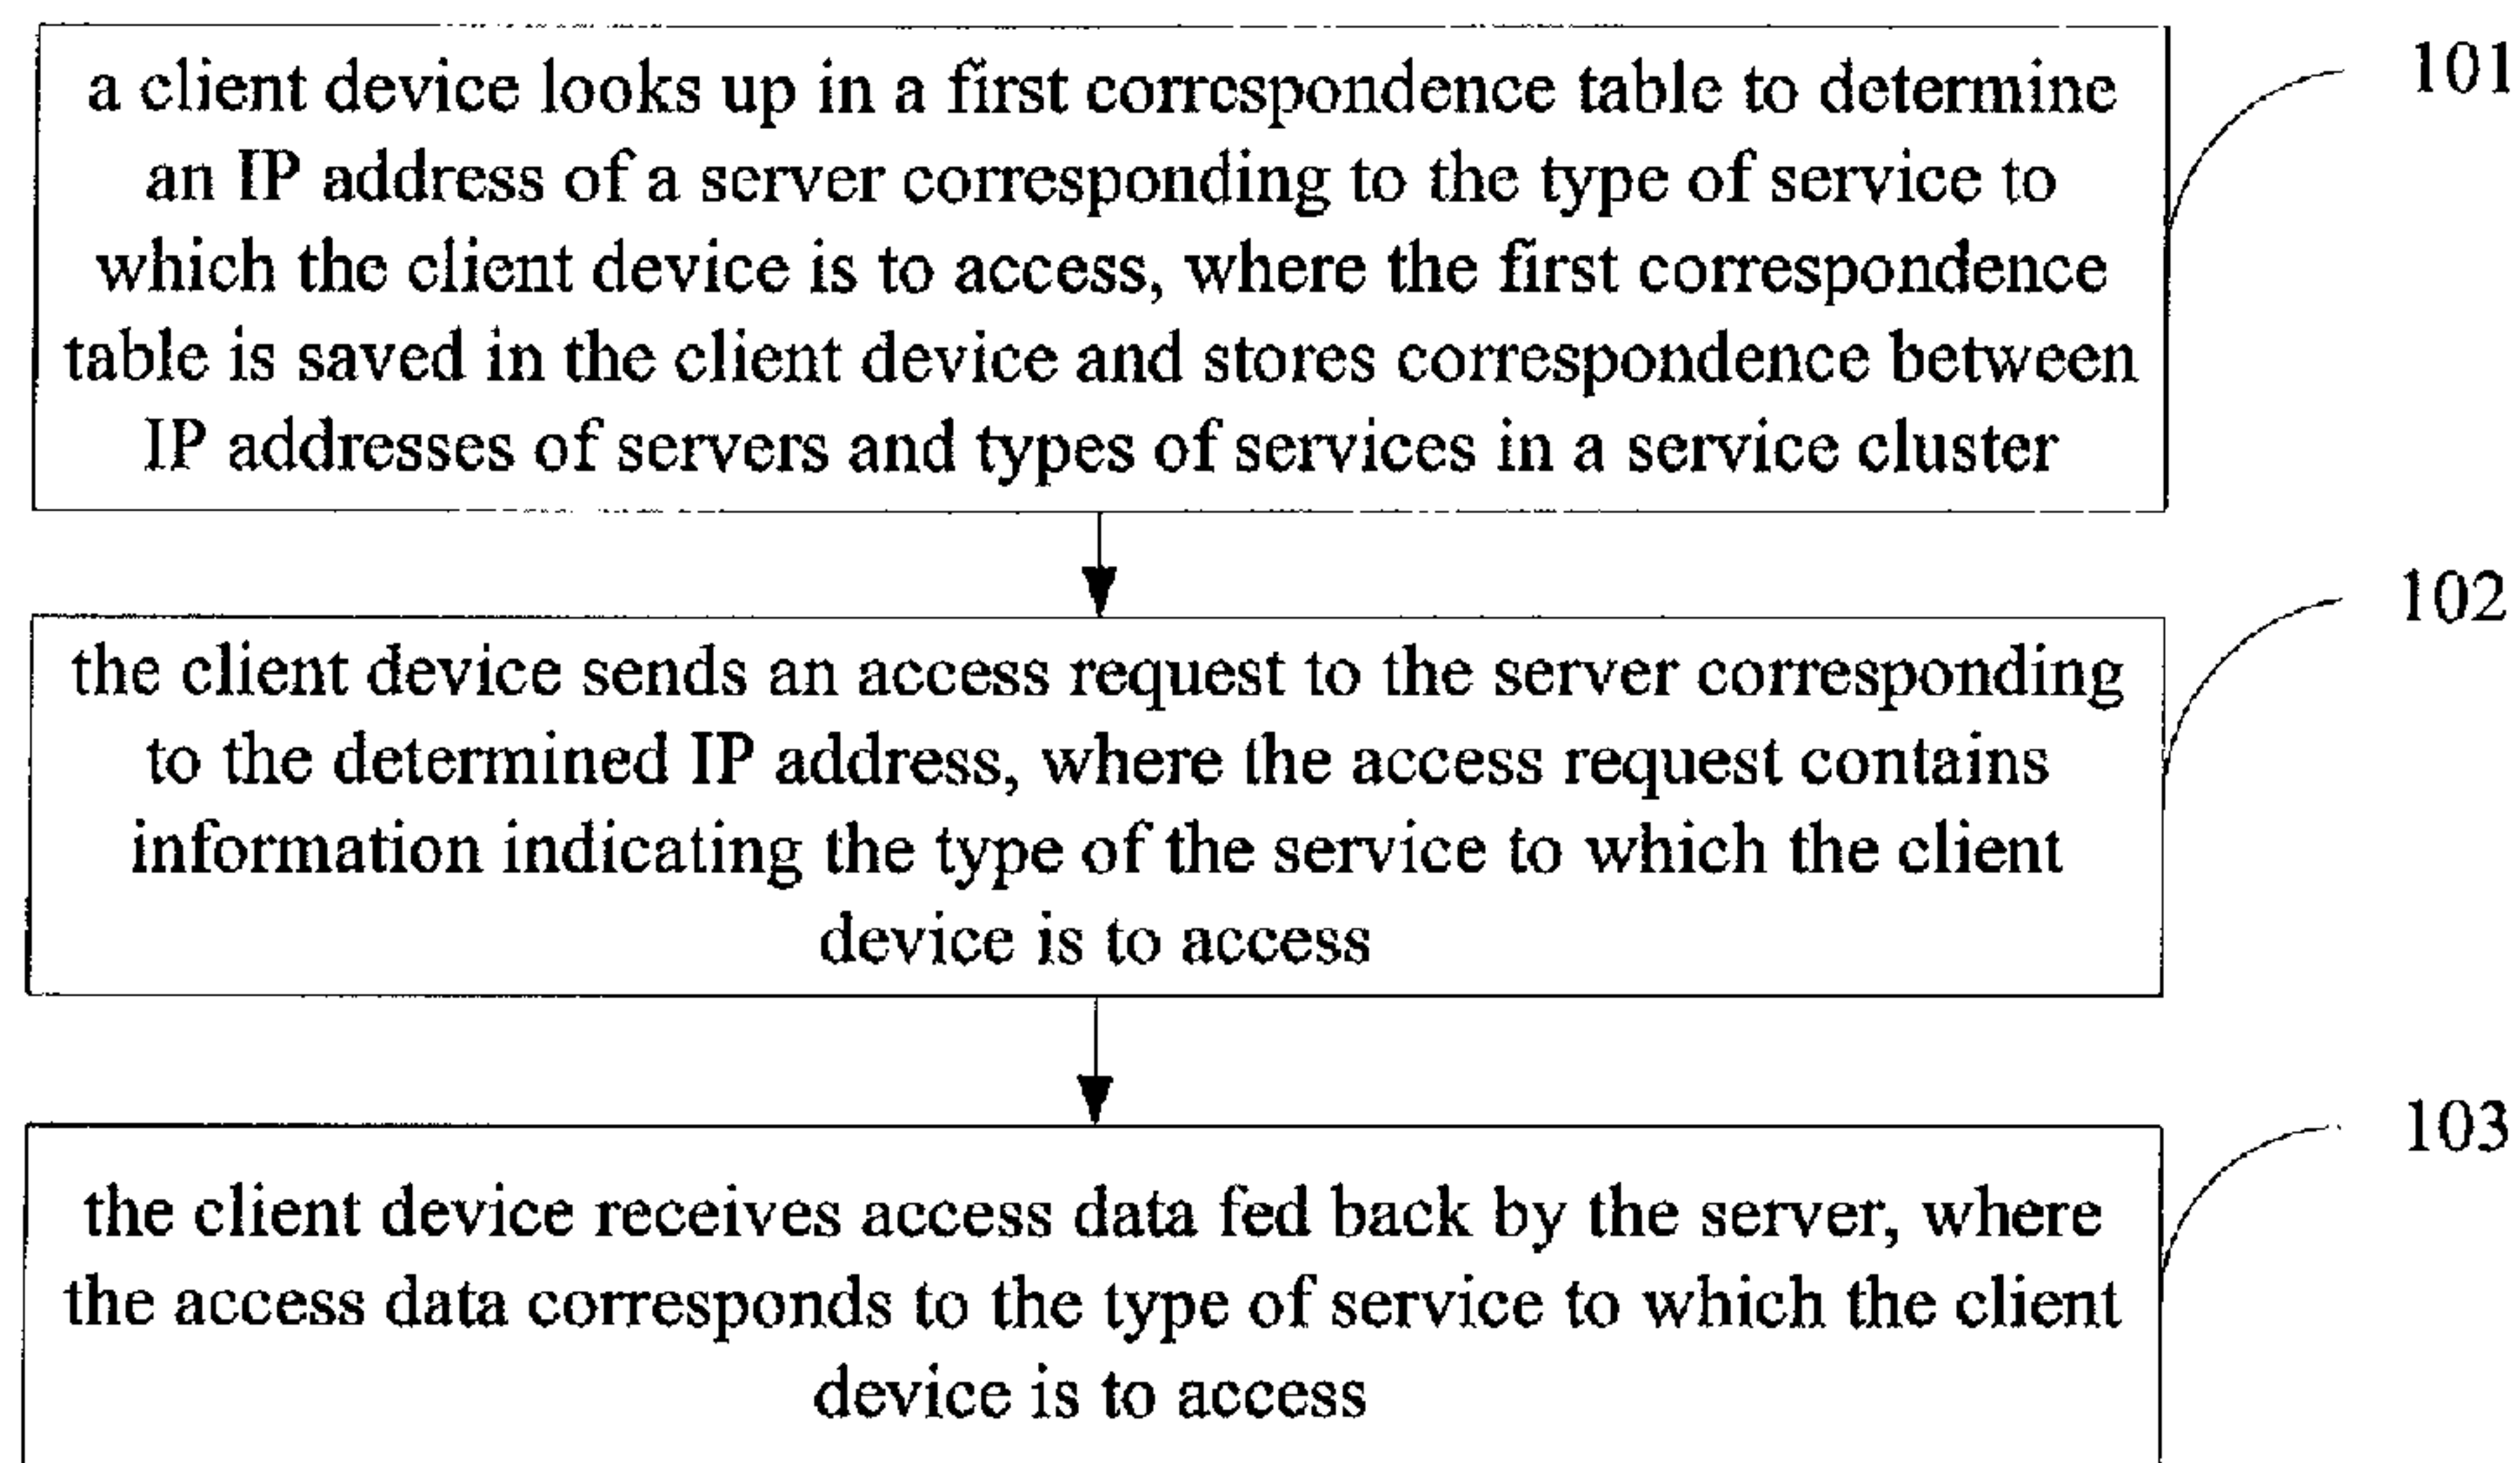 a client device looks up in a first correspondence table to determine
101
an IP address of a server corresponding to the type of service to
which the client device is to access, where the first correspondence
table is saved in the client device and stores correspondence between
IP addresses of servers and types of services in a service cluster
102
the client device sends an access request to the server corresponding
to the determined IP address, where the access request contains
information indicating the type of the service to which the client
device is to access
103
the client device receives access data fed back by the server, where
the access data corresponds to the type of service to which the client
device is to access